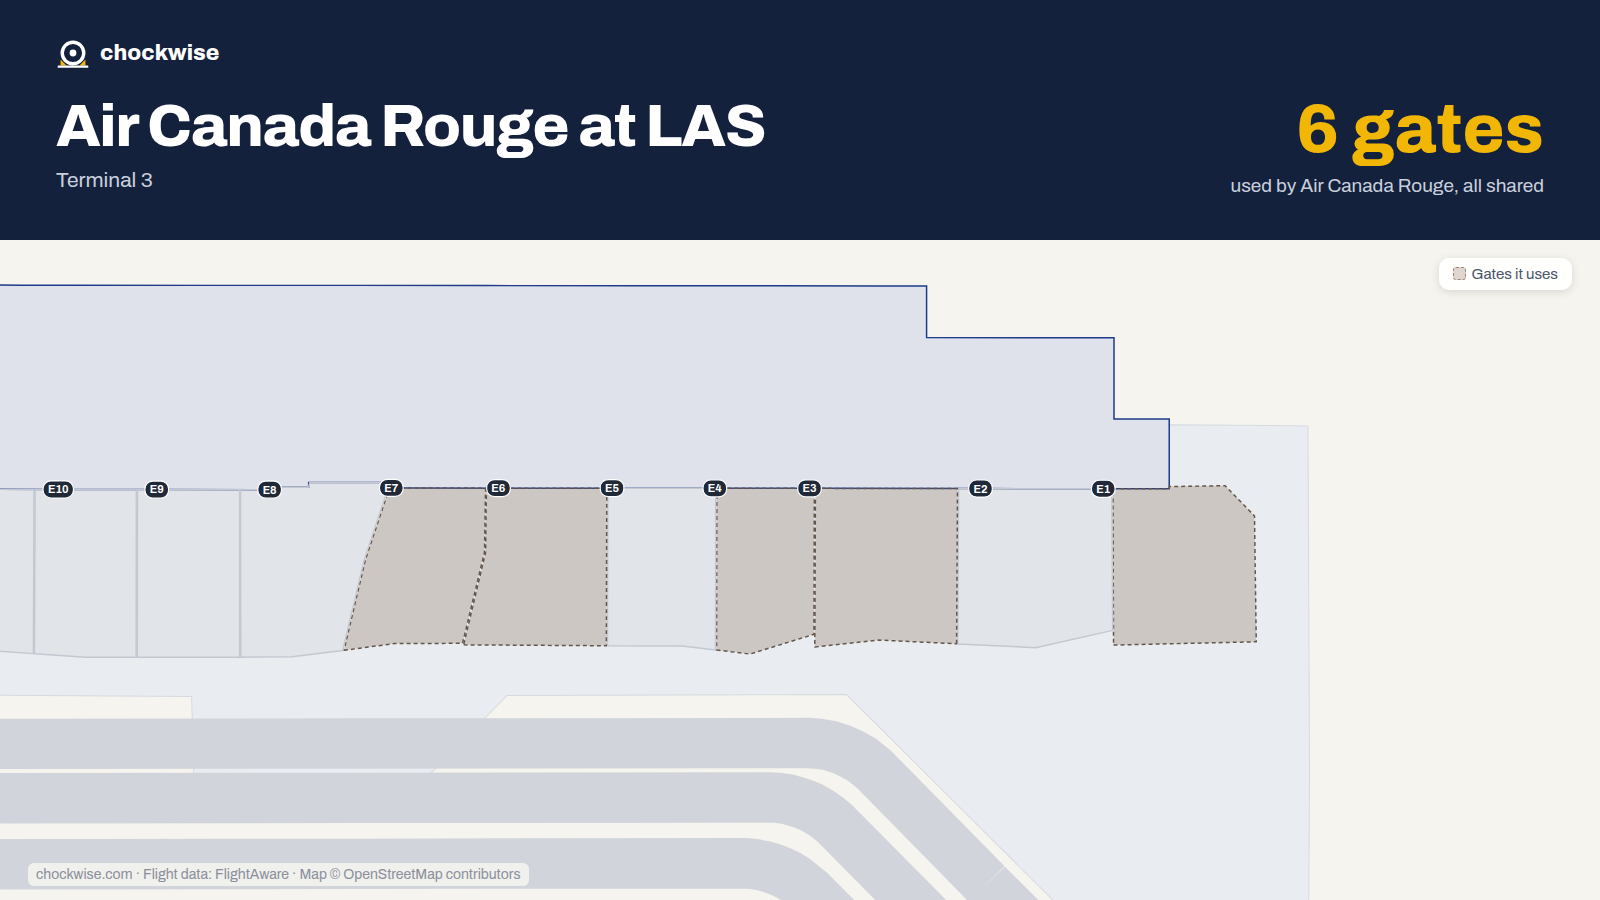 chockwise
Air Canada Rouge at LAS
Terminal 3
6 gates
used by Air Canada Rouge, all shared
Gates it uses
E10
E9
E8
E7
E6
E5
E4
E3
E2
E1
chockwise.com · Flight data: FlightAware · Map © OpenStreetMap contributors